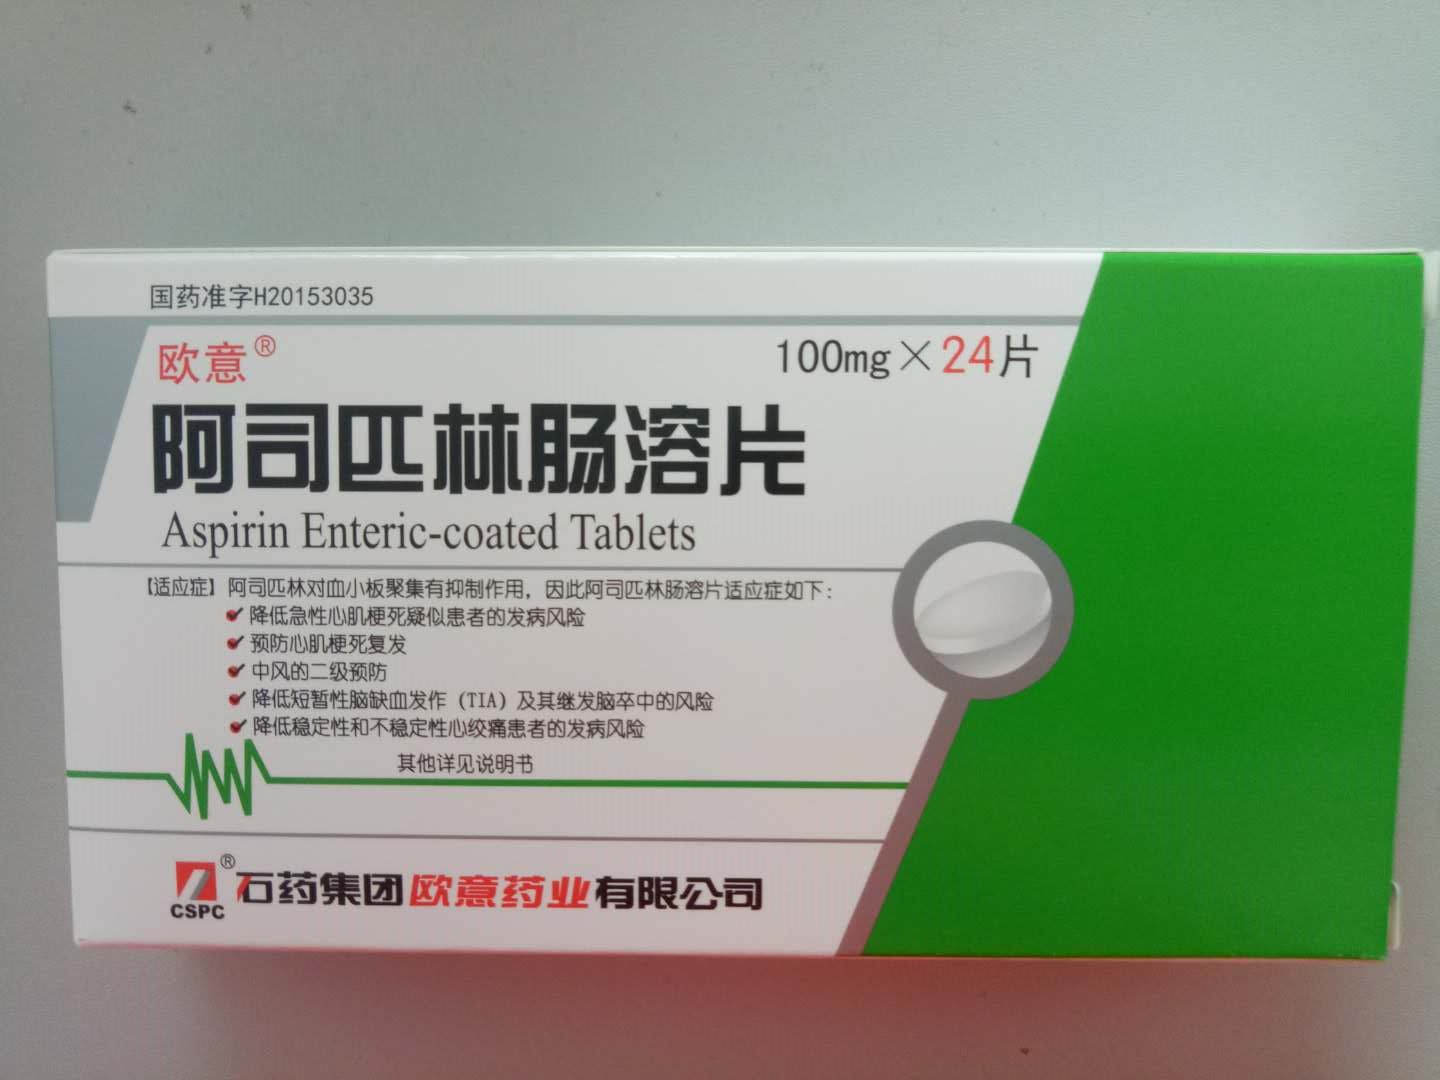 国药准字H20153035
欧意®
100mg×24片
阿司匹林肠溶片
Aspirin Enteric-coated Tablets
【适应症】阿司匹林对血小板聚集有抑制作用，因此阿司匹林肠溶片适应症如下：
降低急性心肌梗死疑似患者的发病风险
预防心肌梗死复发
中风的二级预防
降低短暂性脑缺血发作（TIA）及其继发脑卒中的风险
降低稳定性和不稳定性心绞痛患者的发病风险
其他详见说明书
®石药集团欧意药业有限公司
CSPC